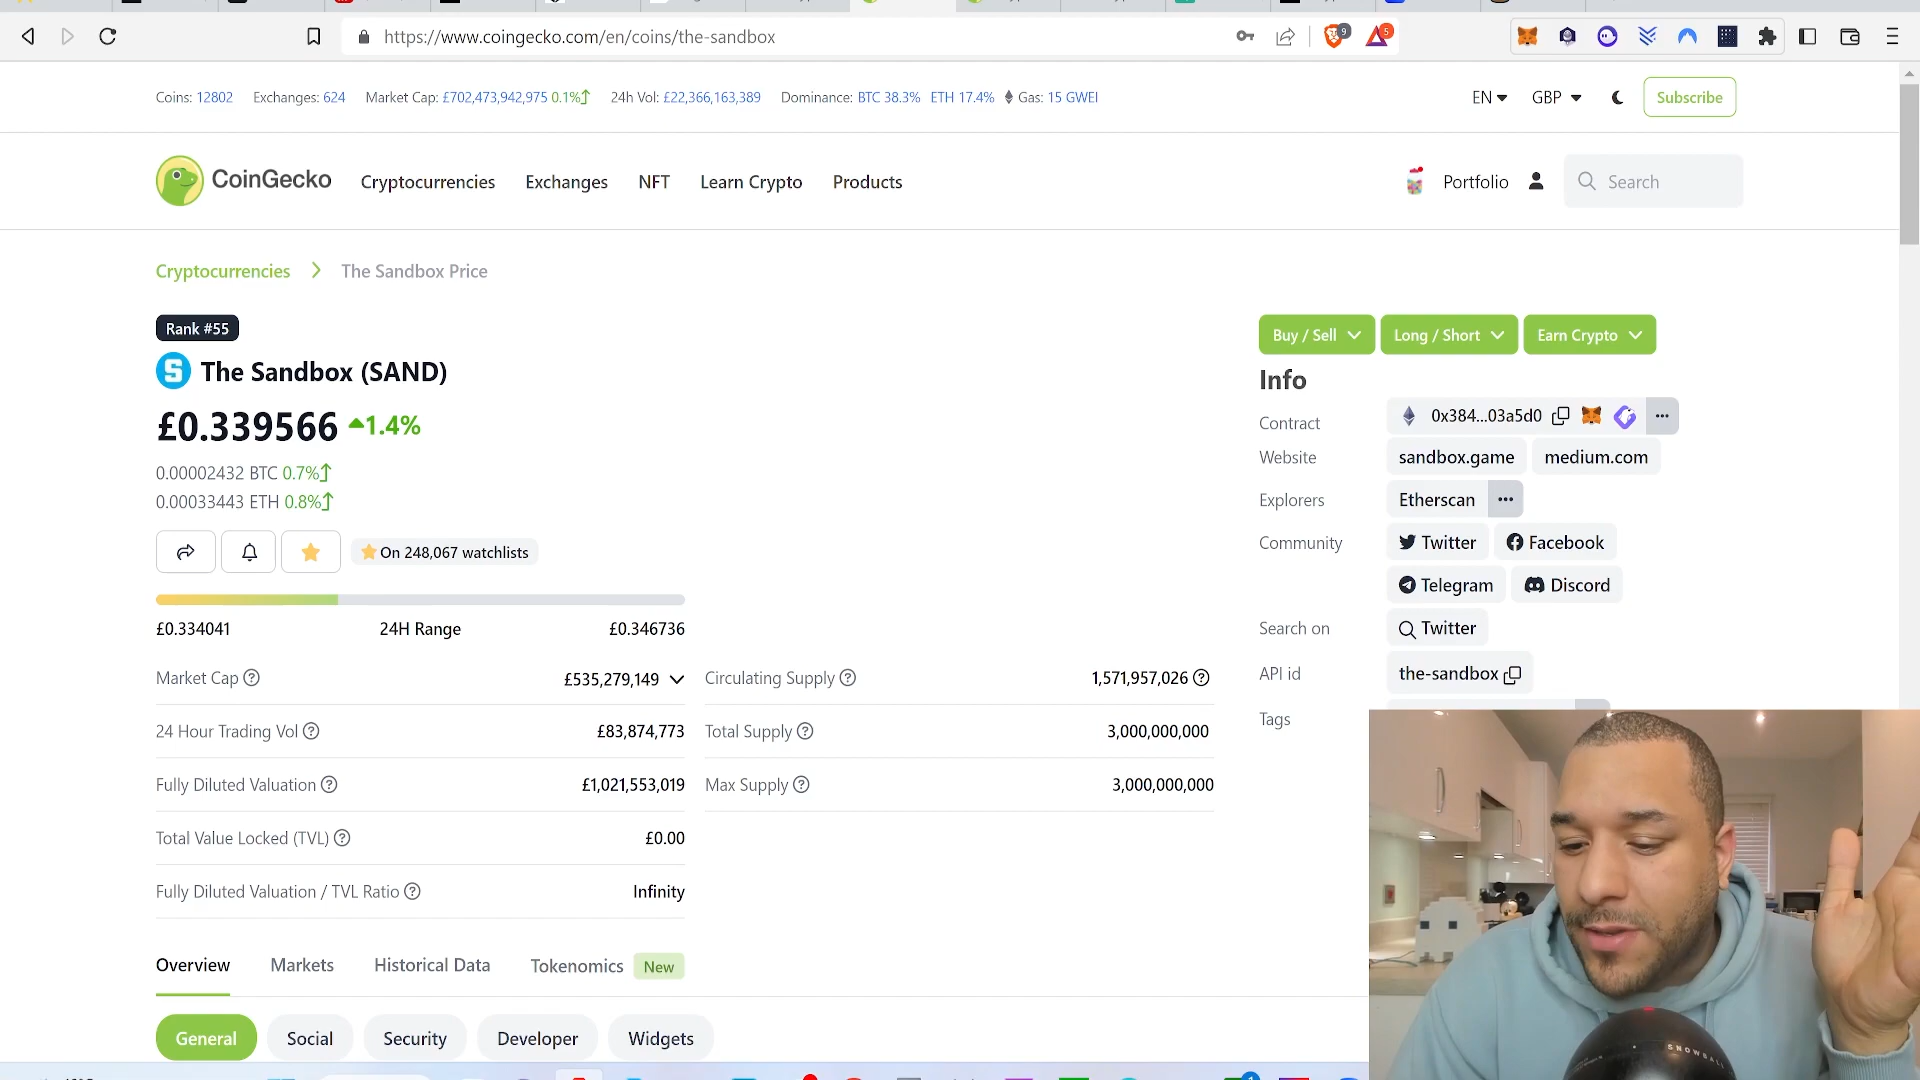 https://www.coingecko.com/en/coins/the-sandbox
9
5
Coins: 12802 Exchanges: 624 Market Cap: £702,473,942,975 0.1% 24h Vol: £22,366,163,389 Dominance: BTC 38.3% ETH 17.4% Gas: 15 GWEI
EN GBP Subscribe
CoinGecko Cryptocurrencies Exchanges NFT Learn Crypto Products Portfolio Search
Cryptocurrencies The Sandbox Price
Rank #55
The Sandbox (SAND)
£0.339566 1.4%
0.00002432 BTC 0.7%
0.00033443 ETH 0.8%
On 248,067 watchlists
£0.334041 24H Range £0.346736
Market Cap £535,279,149
24 Hour Trading Vol £83,874,773
Fully Diluted Valuation £1,021,553,019
Total Value Locked (TVL) £0.00
Fully Diluted Valuation / TVL Ratio Infinity
Circulating Supply 1,571,957,026
Total Supply 3,000,000,000
Max Supply 3,000,000,000
Buy / Sell Long / Short Earn Crypto
Info
Contract 0x384...03a5d0
Website sandbox.game medium.com
Explorers Etherscan
Community Twitter Facebook
Telegram Discord
Search on Twitter
API id the-sandbox
Tags
Overview Markets Historical Data Tokenomics New
General Social Security Developer Widgets
SNOWBALL